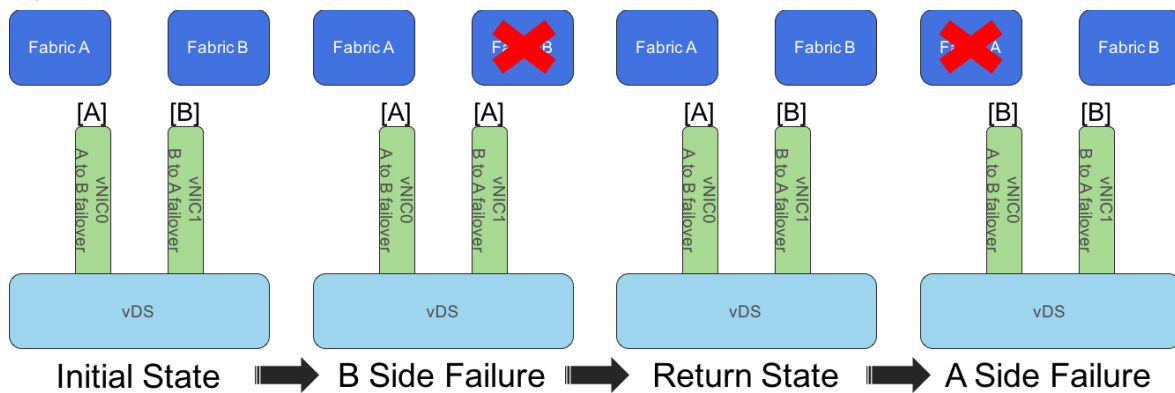 Fabric A
Fabric B
Fabric A
Fabric B
Fabric A
Fabric B
Fabric A
Fabric B
[A]
[B]
[A]
[A]
[A]
[B]
[B]
[B]
vNIC0
A to B failover
vNIC1
B to A failover
vNIC0
A to B failover
vNIC1
B to A failover
vNIC0
A to B failover
vNIC1
B to A failover
vNIC0
A to B failover
vNIC1
B to A failover
vDS
vDS
vDS
vDS
Initial State
B Side Failure
Return State
A Side Failure